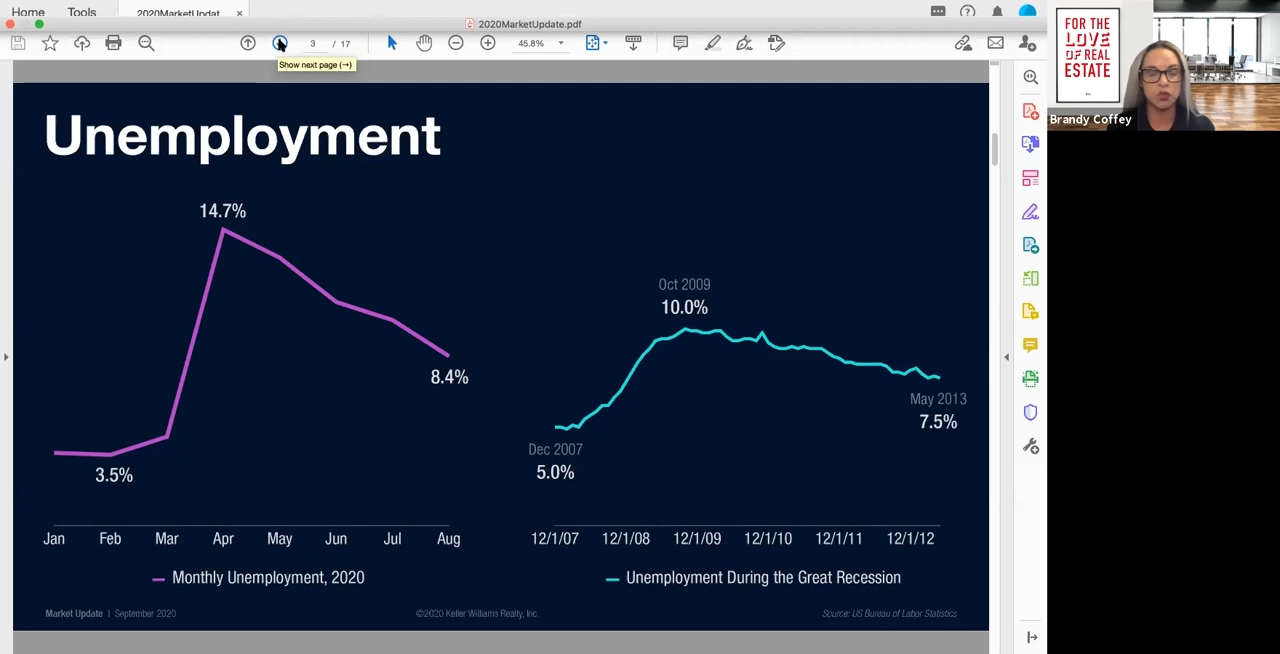 Home Tools 2020MarketUpdat... ×
2020MarketUpdate.pdf
3 / 17 45.8%
Show next page (→)
Unemployment
14.7%
8.4%
3.5%
Jan Feb Mar Apr May Jun Jul Aug
Monthly Unemployment, 2020
Oct 2009
10.0%
May 2013
7.5%
Dec 2007
5.0%
12/1/07 12/1/08 12/1/09 12/1/10 12/1/11 12/1/12
Unemployment During the Great Recession
Market Update | September 2020 ©2020 Keller Williams Realty, Inc. Source: US Bureau of Labor Statistics
FOR THE
LOVE
OF REAL
ESTATE
Brandy Coffey